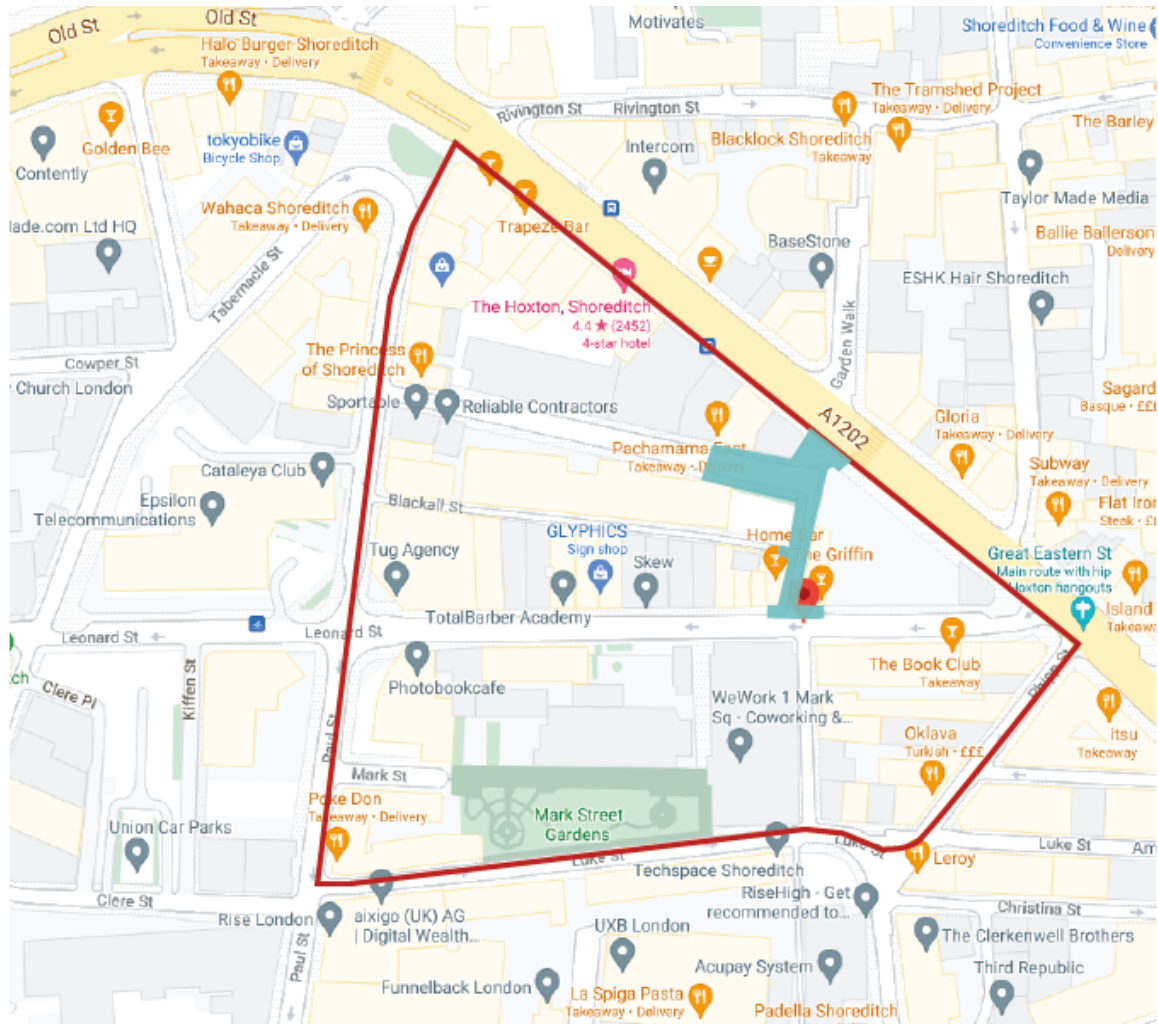 Old St
Old St
Motivates
Shoreditch Food & Wine
Convenience Store
Halo Burger Shoreditch
Takeaway • Delivery
Rivington St
Rivington St
The Tramshed Project
Takeaway • Delivery
Golden Bee
tokyobike
Bicycle Shop
Blacklock Shoreditch
Takeaway
The Barley
Contently
Intercom
Taylor Made Media
Wahaca Shoreditch
Takeaway • Delivery
lade.com Ltd HQ
Trapeze Bar
Ballie Ballerson
Delivery
BaseStone
Tabernacle St
ESHK Hair Shoreditch
The Hoxton, Shoreditch
4.4 ★ (2452)
4-star hotel
Garden Walk
Cowper St
The Princess
of Shoreditch
Church London
Sportable
Reliable Contractors
Sagard
Basque • ££
A1202
Gloria
Takeaway • Delivery
Pachamama East
Takeaway • Delivery
Cataleya Club
Subway
Takeaway • Delivery
Epsilon
Telecommunications
Blackall St
Flat Iron
Steak • £
GLYPHICS
Sign shop
Home Bar
The Griffin
Great Eastern St
Main route with hip
Hoxton hangouts
Tug Agency
Skew
Island
Takeaway
TotalBarber Academy
Leonard St
Leonard St
ch
The Book Club
Takeaway
Phipp St
Photobookcafe
Clere Pl
Kiffen St
WeWork 1 Mark
Sq - Coworking &...
Paul St
Oklava
Turkish • £££
Itsu
Takeaway
Mark St
Poke Don
Takeaway • Delivery
Union Car Parks
Mark Street
Gardens
Luke St
Luke St
Luke St
Am
Leroy
Techspace Shoreditch
Clere St
Rise London
aixigo (UK) AG
| Digital Wealth...
RiseHigh - Get
recommended to...
Christina St
UXB London
The Clerkenwell Brothers
Paul St
Acupay System
Third Republic
Funnelback London
La Spiga Pasta
Takeaway • Delivery
Padella Shoreditch